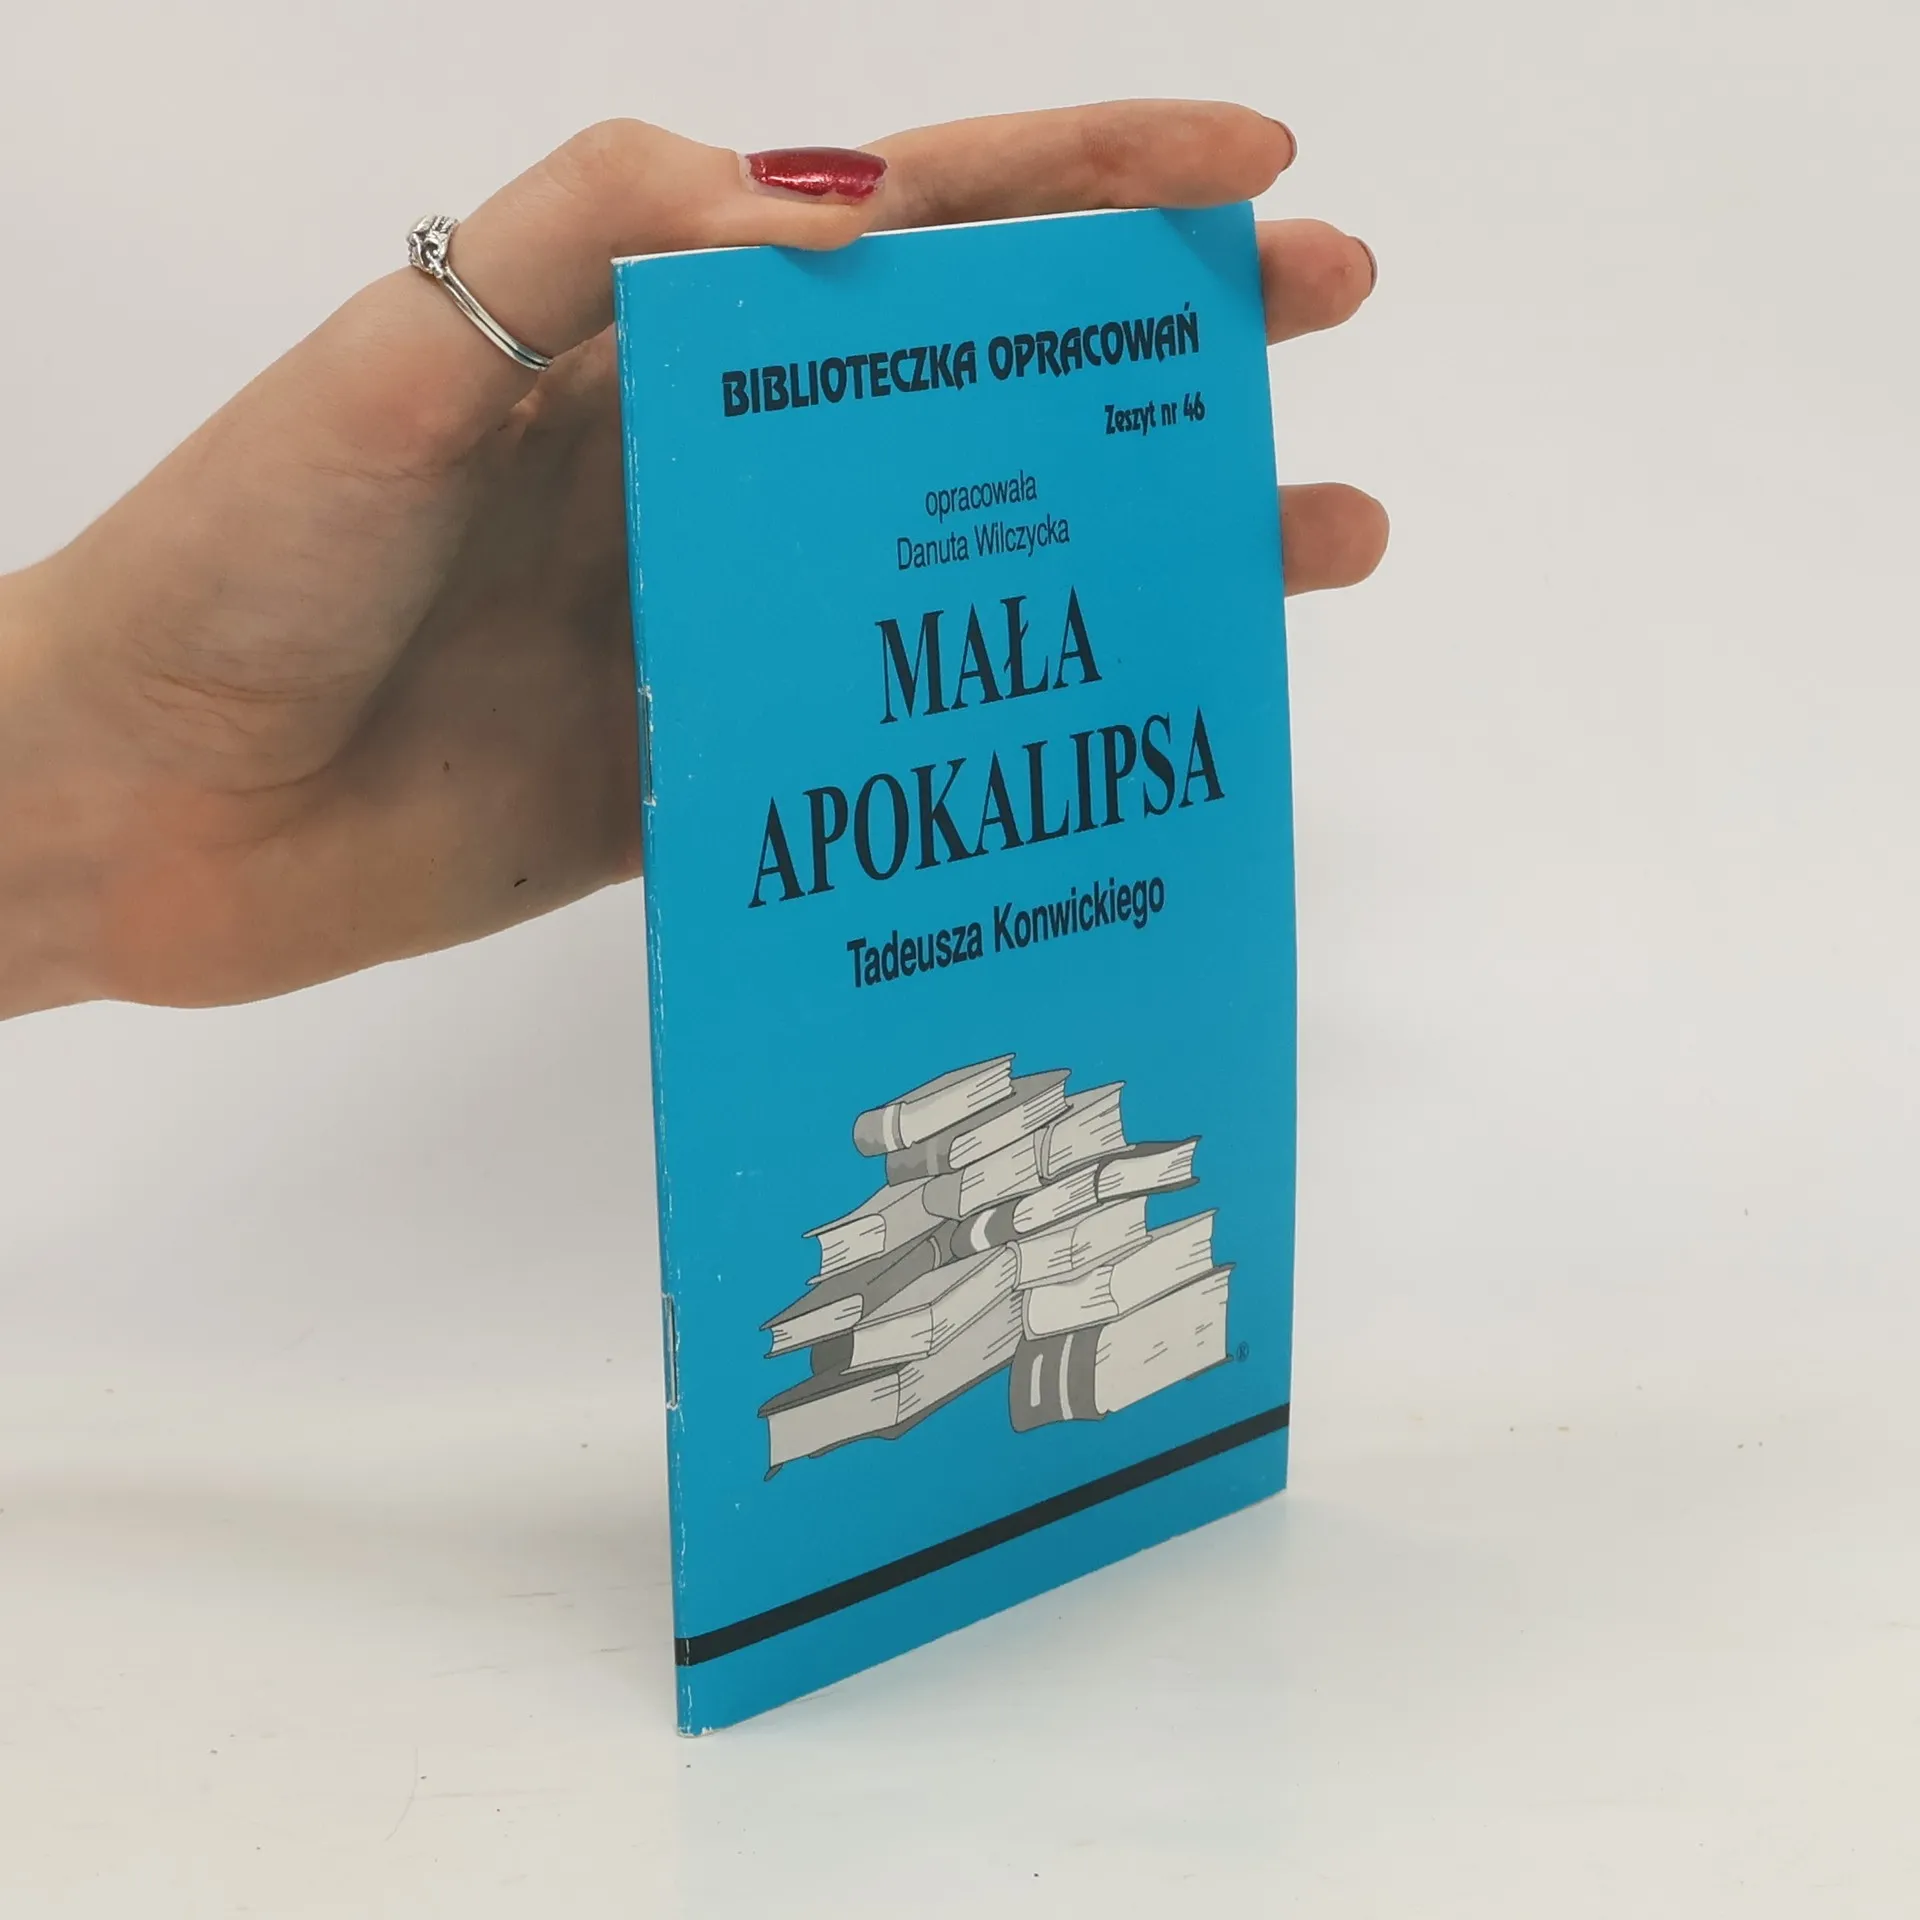 BIBLIOTECZKA OPRACOWAŃ
Zeszyt nr 46
opracowała
Danuta Wilczycka
MAŁA
APOKALIPSA
Tadeusza Konwickiego
®